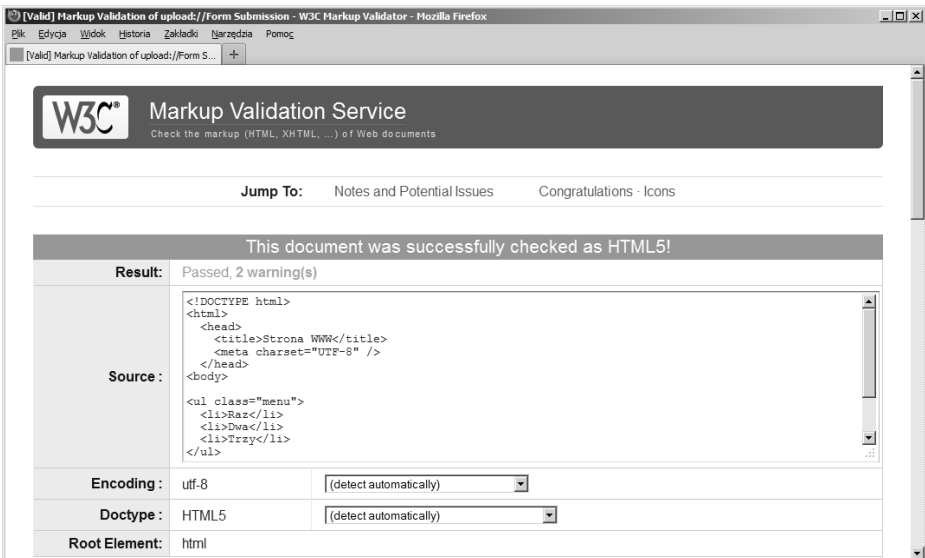 [Valid] Markup Validation of upload://Form Submission - W3C Markup Validator - Mozilla Firefox
Plik Edycja Widok Historia Zakładki Narzędzia Pomoc
[Valid] Markup Validation of upload://Form S... +
W3C® Markup Validation Service
Check the markup (HTML, XHTML, ...) of Web documents
Jump To: Notes and Potential Issues Congratulations · Icons
This document was successfully checked as HTML5!
Result: Passed, 2 warning(s)
Source :
<!DOCTYPE html>
<html>
  <head>
    <title>Strona WWW</title>
    <meta charset="UTF-8" />
  </head>
<body>

<ul class="menu">
  <li>Raz</li>
  <li>Dwa</li>
  <li>Trzy</li>
</ul>
Encoding : utf-8 (detect automatically)
Doctype : HTML5 (detect automatically)
Root Element: html